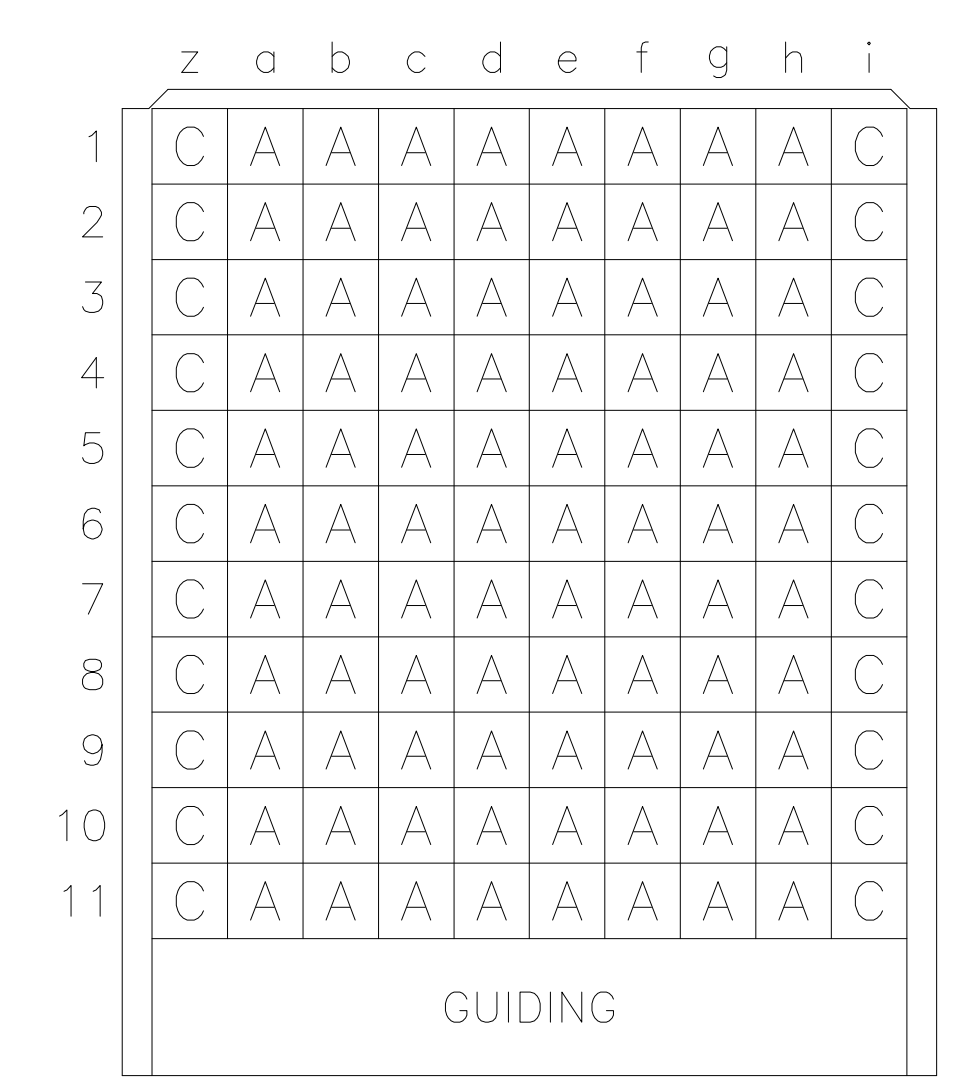 z a b c d e f g h i
1 C A A A A A A A A C
2 C A A A A A A A A C
3 C A A A A A A A A C
4 C A A A A A A A A C
5 C A A A A A A A A C
6 C A A A A A A A A C
7 C A A A A A A A A C
8 C A A A A A A A A C
9 C A A A A A A A A C
10 C A A A A A A A A C
11 C A A A A A A A A C
GUIDING